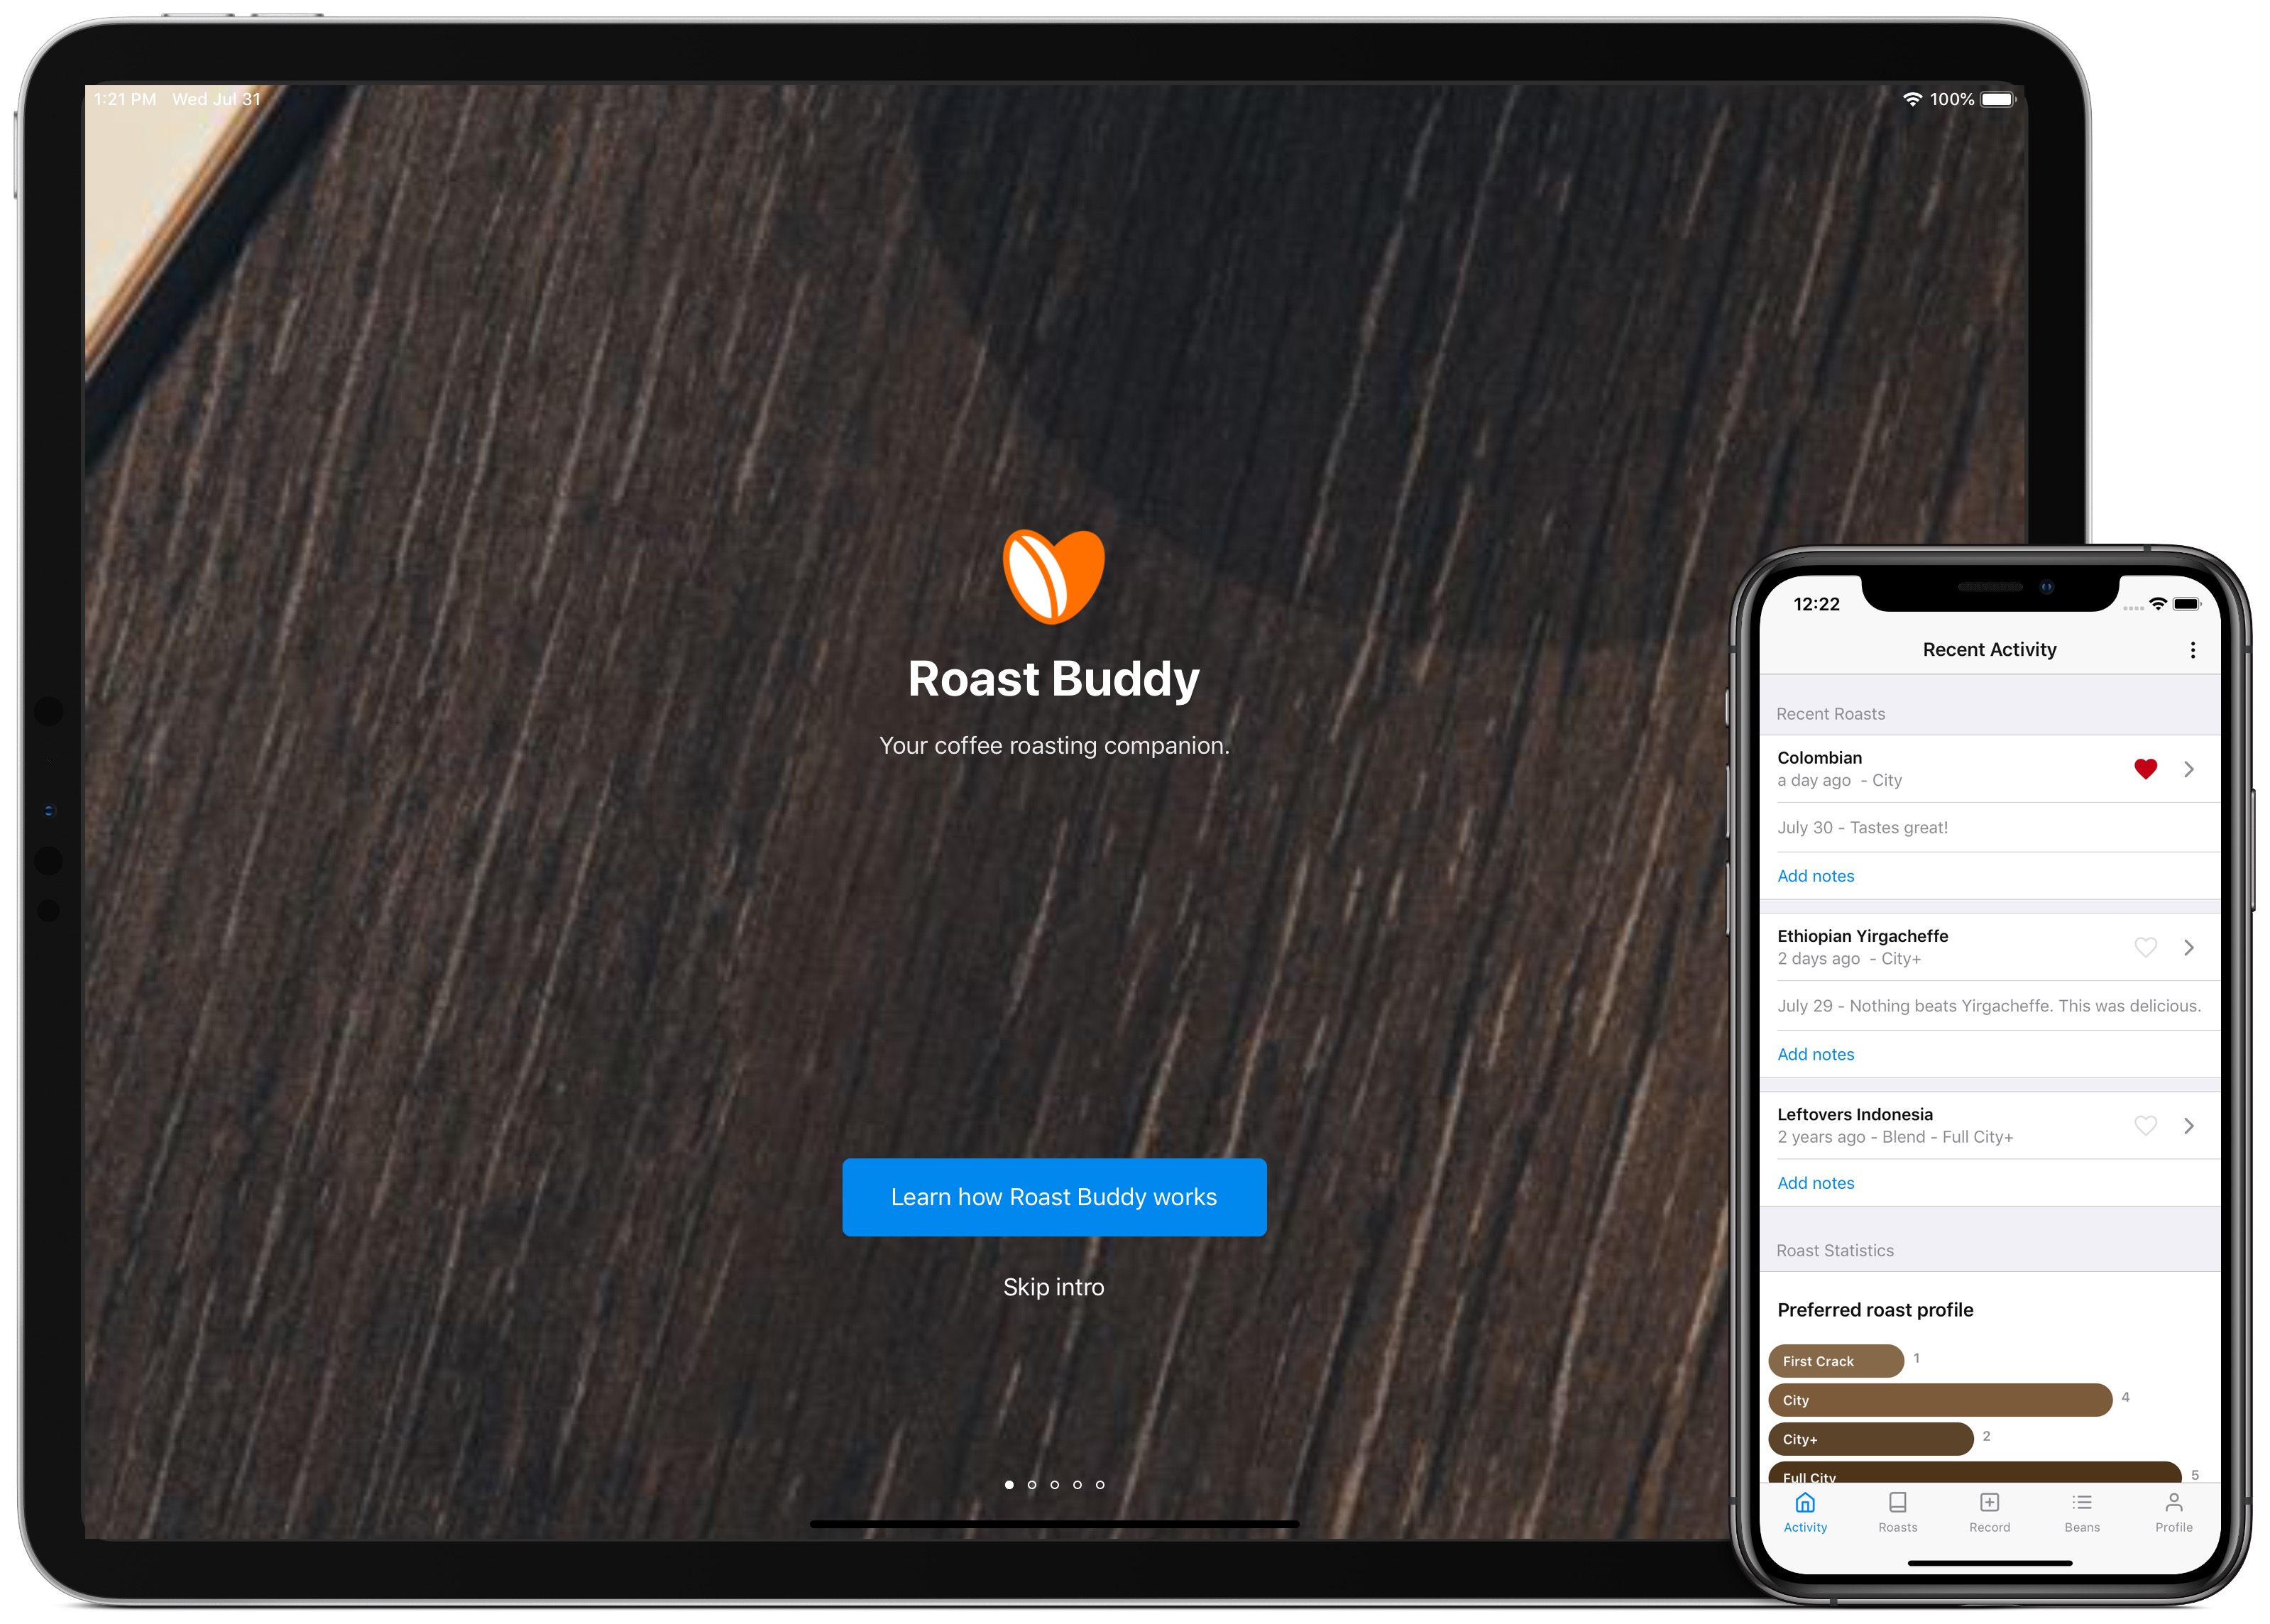 1:21 PM Wed Jul 31
100%
Roast Buddy
Your coffee roasting companion.
Learn how Roast Buddy works
Skip intro
12:22
Recent Activity
Recent Roasts
Colombian
a day ago - City
July 30 - Tastes great!
Add notes
Ethiopian Yirgacheffe
2 days ago - City+
July 29 - Nothing beats Yirgacheffe. This was delicious.
Add notes
Leftovers Indonesia
2 years ago - Blend - Full City+
Add notes
Roast Statistics
Preferred roast profile
First Crack 1
City 4
City+ 2
Full City 5
Activity Roasts Record Beans Profile